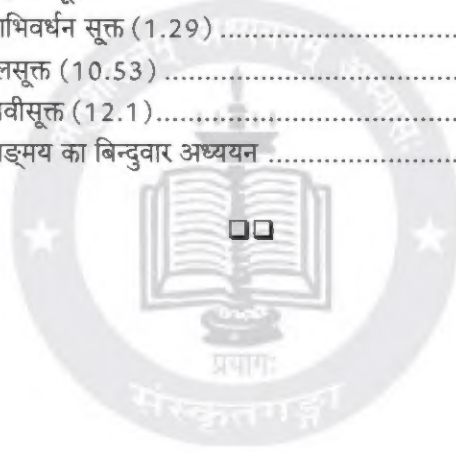 ाभिवर्धन सूक्त (1.29) ...............................
लसूक्त (10.53) ...............................
वीसूक्त (12.1)...............................
ाङ्मय का बिन्दुवार अध्ययन ...............................
प्रयागः
संस्कृतगङ्गा